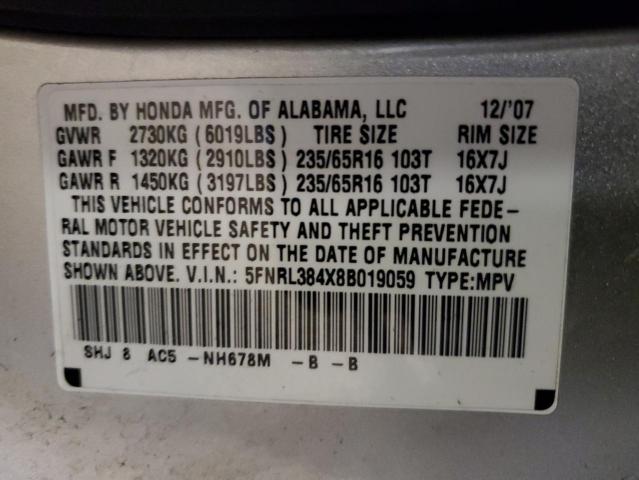 MFD. BY HONDA MFG. OF ALABAMA, LLC 12/'07
GVWR 2730KG (6019LBS) TIRE SIZE RIM SIZE
GAWR F 1320KG (2910LBS) 235/65R16 103T 16X7J
GAWR R 1450KG (3197LBS) 235/65R16 103T 16X7J
THIS VEHICLE CONFORMS TO ALL APPLICABLE FEDE-
RAL MOTOR VEHICLE SAFETY AND THEFT PREVENTION
STANDARDS IN EFFECT ON THE DATE OF MANUFACTURE
SHOWN ABOVE. V.I.N.: 5FNRL384X8B019059 TYPE:MPV
SHJ 8 AC5 -NH678M -B -B